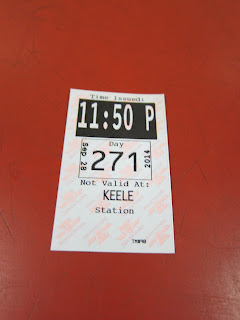 Time Issued:
11:50 P
Day
Sep 28 271 2014
Not Valid At:
KEELE
Station